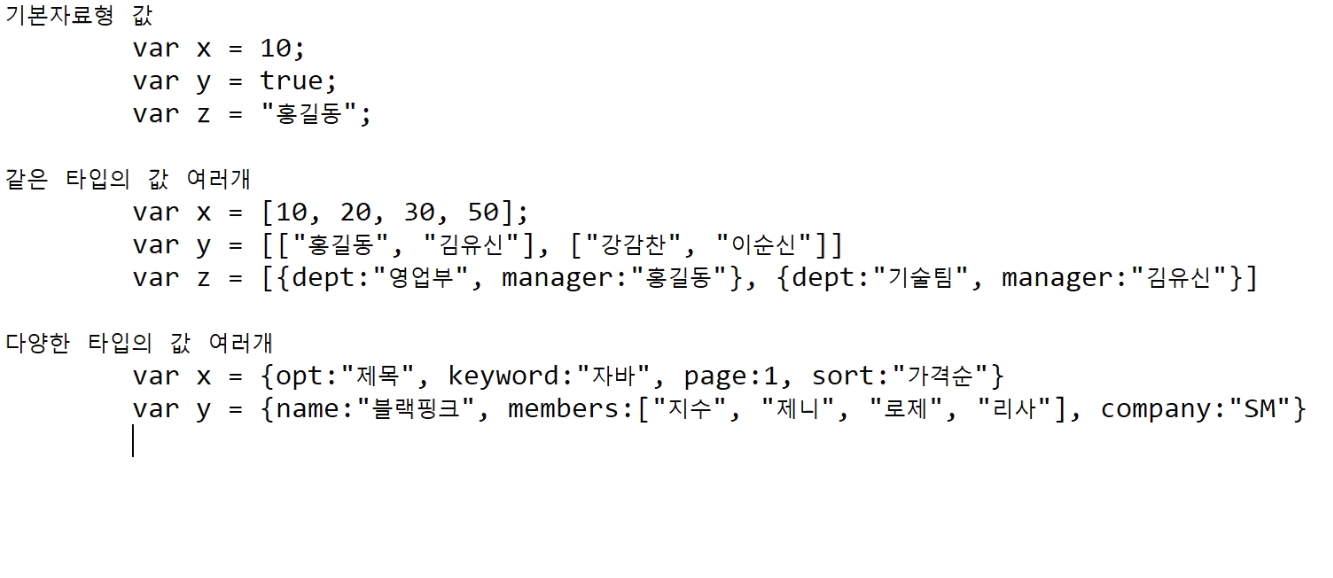 기본자료형 값
var x = 10;
var y = true;
var z = "홍길동";
같은 타입의 값 여러개
var x = [10, 20, 30, 50];
var y = [["홍길동", "김유신"], ["강감찬", "이순신"]]
var z = [{dept:"영업부", manager:"홍길동"}, {dept:"기술팀", manager:"김유신"}]
다양한 타입의 값 여러개
var x = {opt:"제목", keyword:"자바", page:1, sort:"가격순"}
var y = {name:"블랙핑크", members:["지수", "제니", "로제", "리사"], company:"SM"}